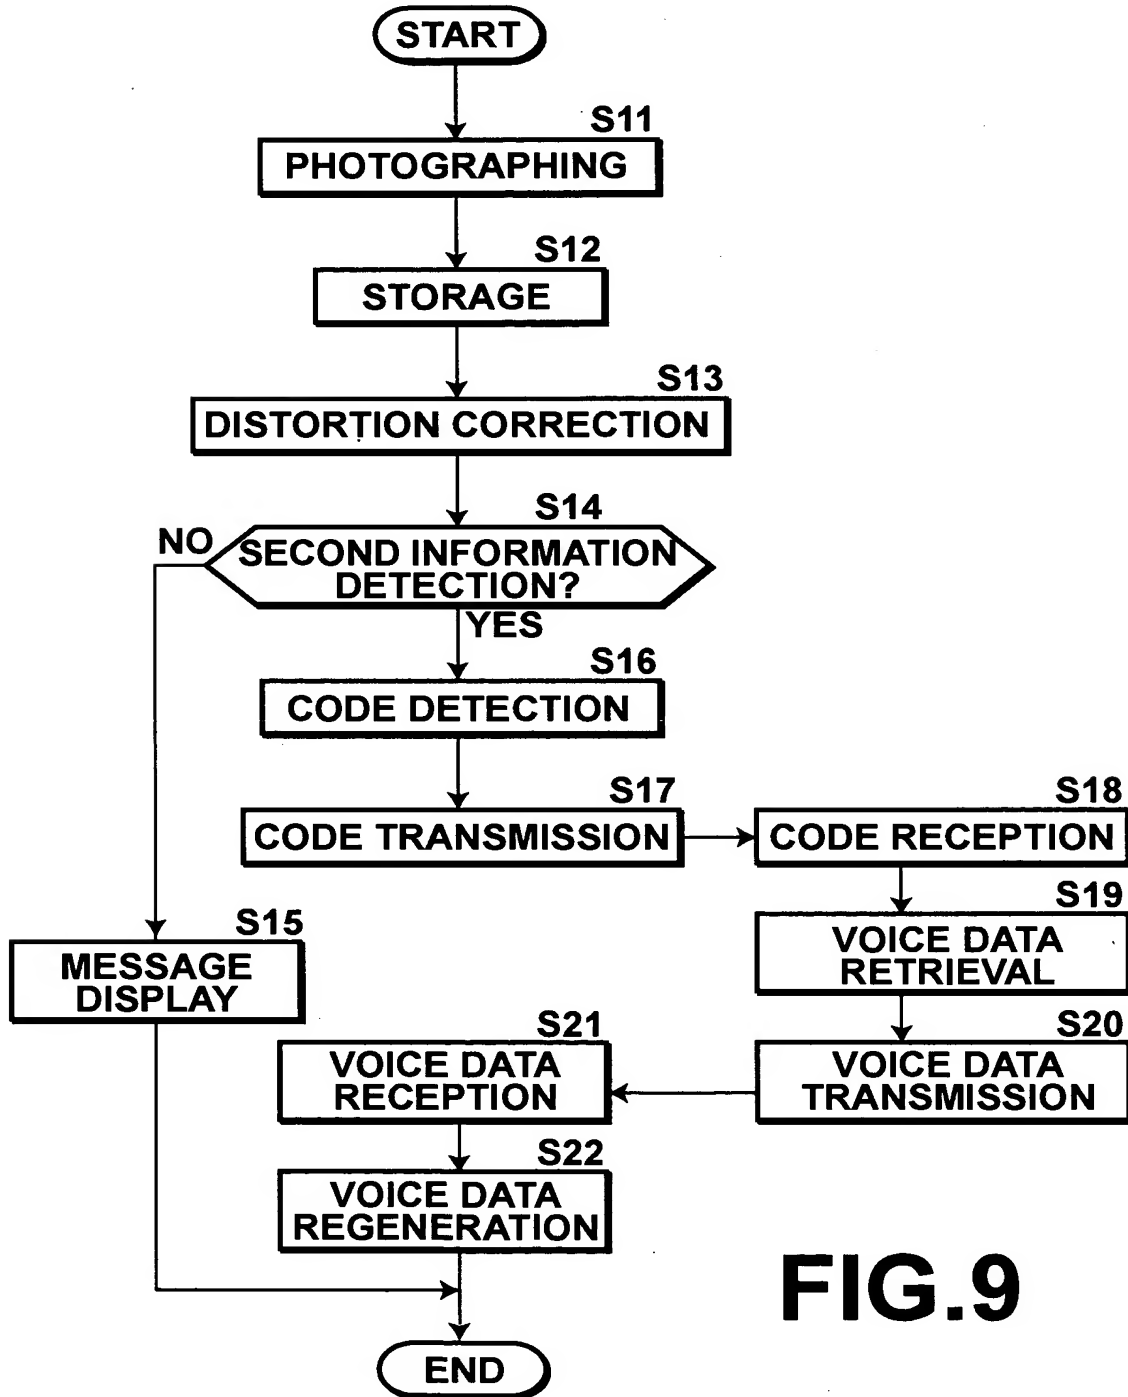 START
S11
PHOTOGRAPHING
S12
STORAGE
S13
DISTORTION CORRECTION
S14
NO
SECOND INFORMATION
DETECTION?
YES
S16
CODE DETECTION
S17
CODE TRANSMISSION
S18
CODE RECEPTION
S19
VOICE DATA
RETRIEVAL
S15
MESSAGE
DISPLAY
S20
VOICE DATA
TRANSMISSION
S21
VOICE DATA
RECEPTION
S22
VOICE DATA
REGENERATION
FIG.9
END